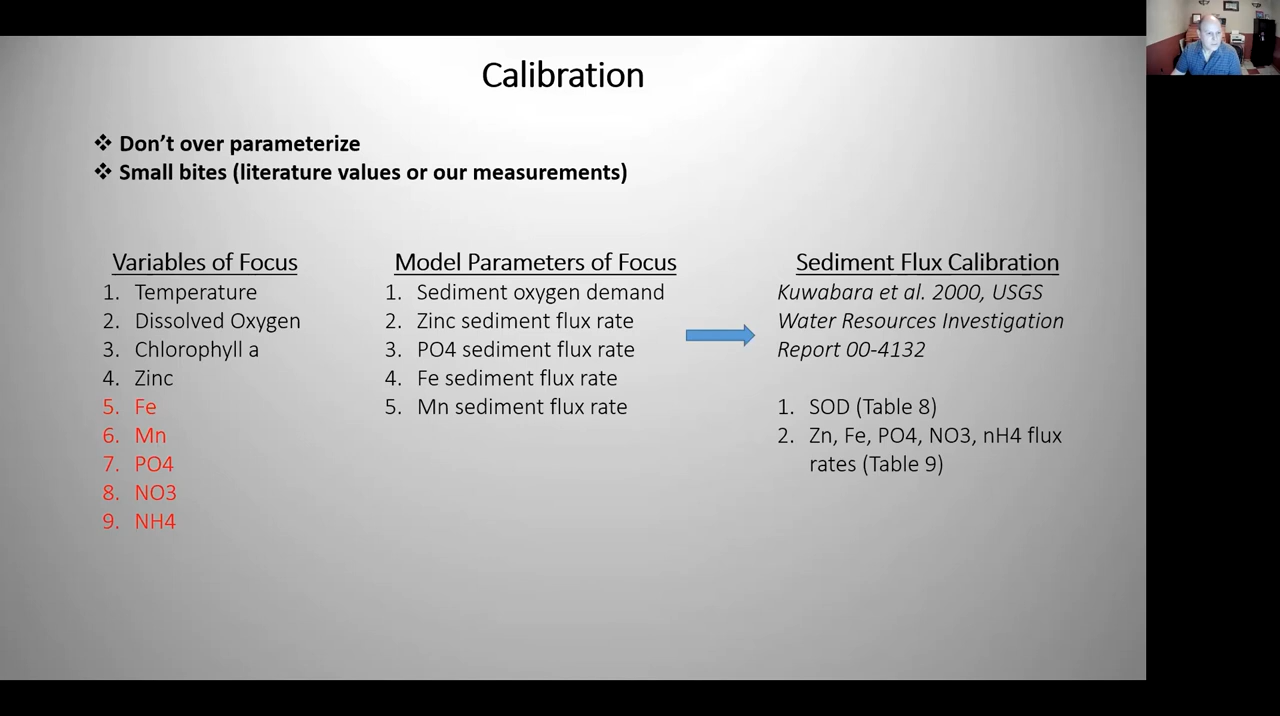 Calibration
❖ Don’t over parameterize
❖ Small bites (literature values or our measurements)
Variables of Focus
1. Temperature
2. Dissolved Oxygen
3. Chlorophyll a
4. Zinc
5. Fe
6. Mn
7. PO4
8. NO3
9. NH4
Model Parameters of Focus
1. Sediment oxygen demand
2. Zinc sediment flux rate
3. PO4 sediment flux rate
4. Fe sediment flux rate
5. Mn sediment flux rate
Sediment Flux Calibration
Kuwabara et al. 2000, USGS
Water Resources Investigation
Report 00-4132
1. SOD (Table 8)
2. Zn, Fe, PO4, NO3, nH4 flux
rates (Table 9)